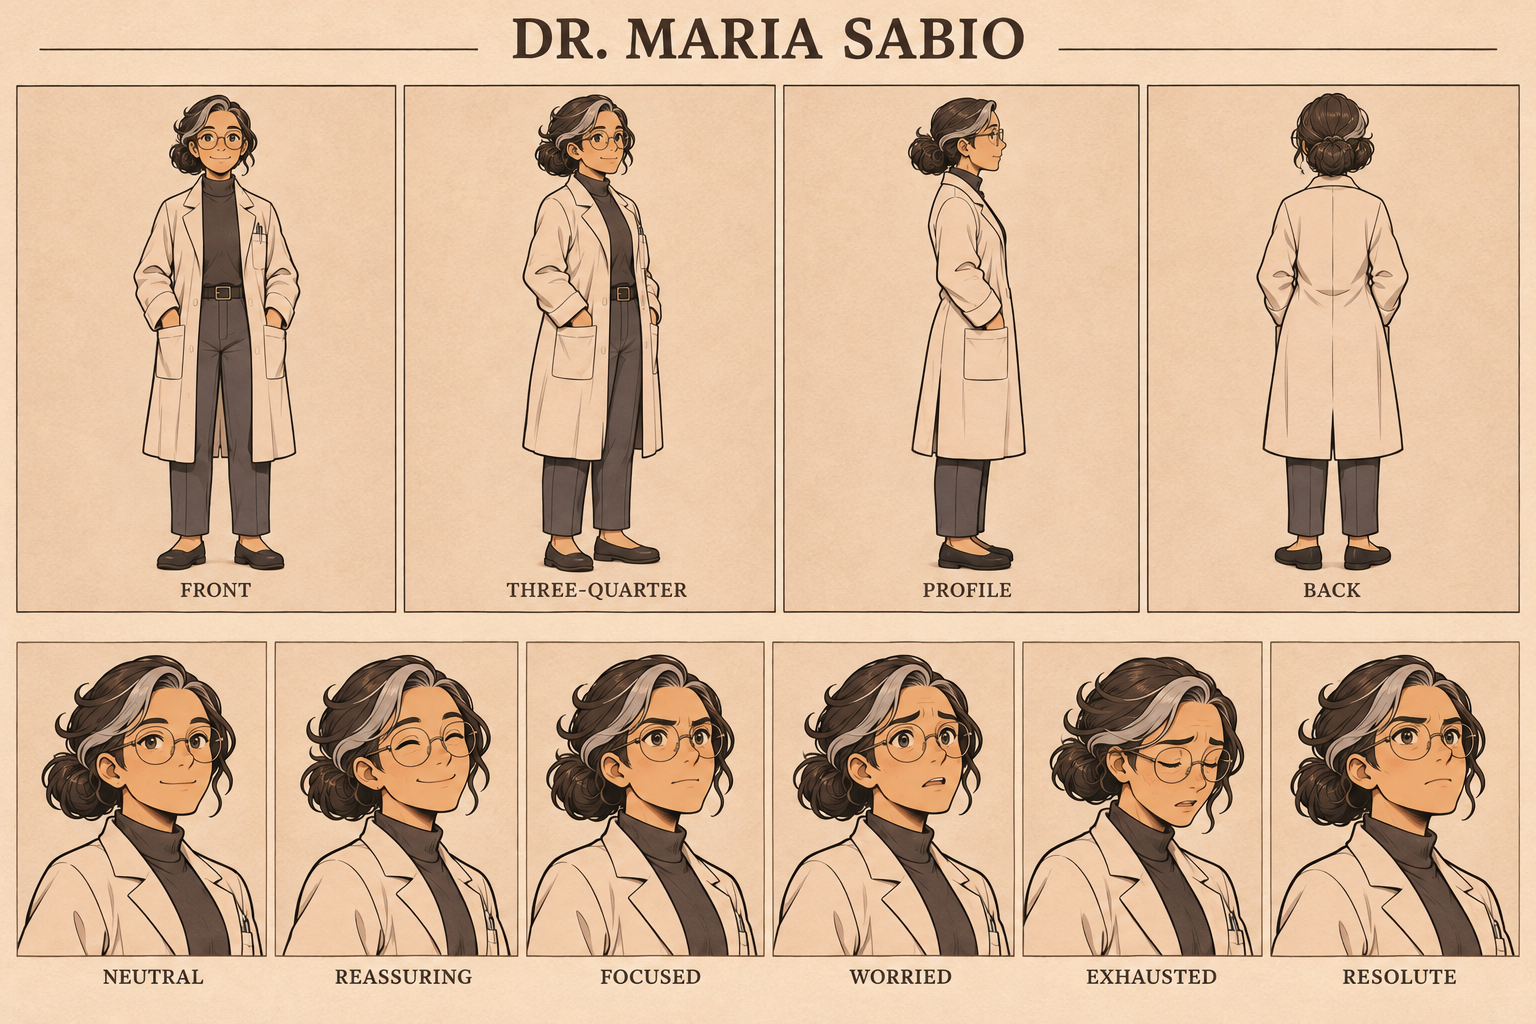 DR. MARIA SABIO
FRONT
THREE-QUARTER
PROFILE
BACK
NEUTRAL
REASSURING
FOCUSED
WORRIED
EXHAUSTED
RESOLUTE